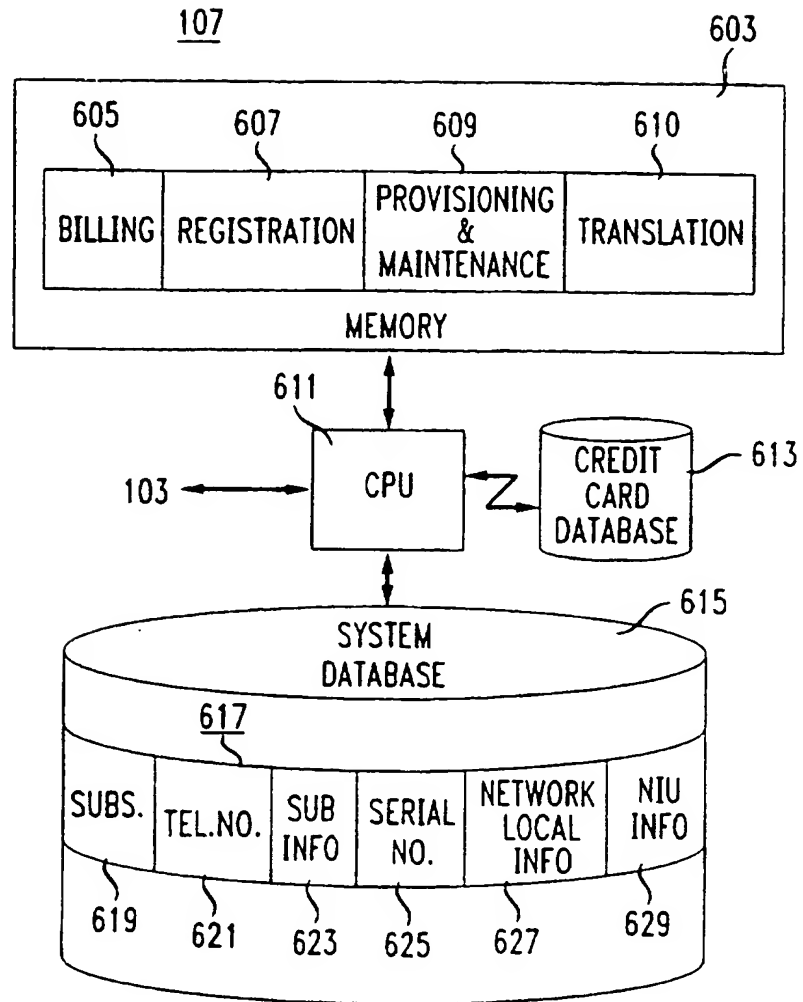 107
603
605 607 609 610
BILLING
REGISTRATION
PROVISIONING
&
MAINTENANCE
TRANSLATION
MEMORY
611
CPU
103
CREDIT
CARD
DATABASE
613
SYSTEM
DATABASE
615
617
SUBS.
TEL.NO.
SUB
INFO
SERIAL
NO.
NETWORK
LOCAL
INFO
NIU
INFO
619 621 623 625 627 629